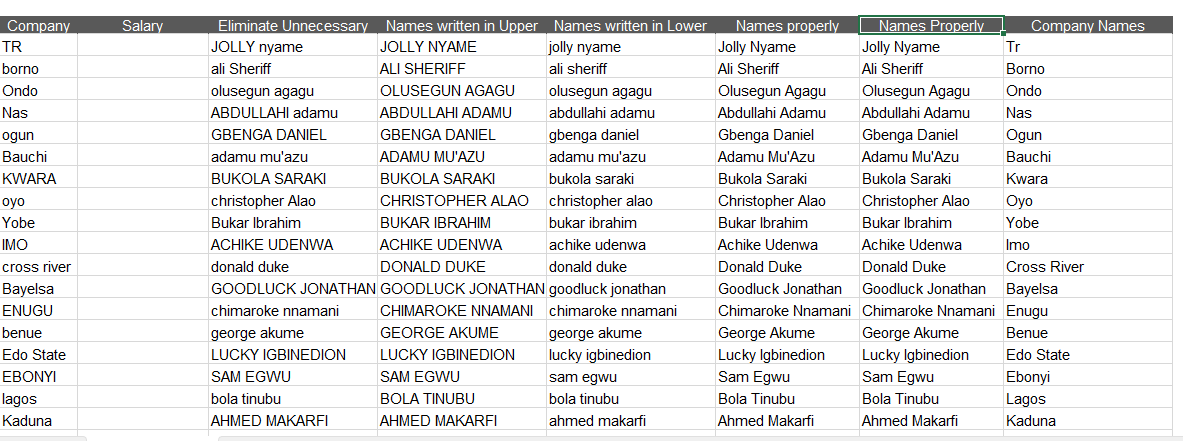 Company Salary Eliminate Unnecessary Names written in Upper Names written in Lower Names properly Names Properly Company Names
TR JOLLY nyame JOLLY NYAME jolly nyame Jolly Nyame Jolly Nyame Tr
borno ali Sheriff ALI SHERIFF ali sheriff Ali Sheriff Ali Sheriff Borno
Ondo olusegun agagu OLUSEGUN AGAGU olusegun agagu Olusegun Agagu Olusegun Agagu Ondo
Nas ABDULLAHI adamu ABDULLAHI ADAMU abdullahi adamu Abdullahi Adamu Abdullahi Adamu Nas
ogun GBENGA DANIEL GBENGA DANIEL gbenga daniel Gbenga Daniel Gbenga Daniel Ogun
Bauchi adamu mu'azu ADAMU MU'AZU adamu mu'azu Adamu Mu'Azu Adamu Mu'Azu Bauchi
KWARA BUKOLA SARAKI BUKOLA SARAKI bukola saraki Bukola Saraki Bukola Saraki Kwara
oyo christopher Alao CHRISTOPHER ALAO christopher alao Christopher Alao Christopher Alao Oyo
Yobe Bukar Ibrahim BUKAR IBRAHIM bukar ibrahim Bukar Ibrahim Bukar Ibrahim Yobe
IMO ACHIKE UDENWA ACHIKE UDENWA achike udenwa Achike Udenwa Achike Udenwa Imo
cross river donald duke DONALD DUKE donald duke Donald Duke Donald Duke Cross River
Bayelsa GOODLUCK JONATHAN GOODLUCK JONATHAN goodluck jonathan Goodluck Jonathan Goodluck Jonathan Bayelsa
ENUGU chimaroke nnamani CHIMAROKE NNAMANI chimaroke nnamani Chimaroke Nnamani Chimaroke Nnamani Enugu
benue george akume GEORGE AKUME george akume George Akume George Akume Benue
Edo State LUCKY IGBINEDION LUCKY IGBINEDION lucky igbinedion Lucky Igbinedion Lucky Igbinedion Edo State
EBONYI SAM EGWU SAM EGWU sam egwu Sam Egwu Sam Egwu Ebonyi
lagos bola tinubu BOLA TINUBU bola tinubu Bola Tinubu Bola Tinubu Lagos
Kaduna AHMED MAKARFI AHMED MAKARFI ahmed makarfi Ahmed Makarfi Ahmed Makarfi Kaduna